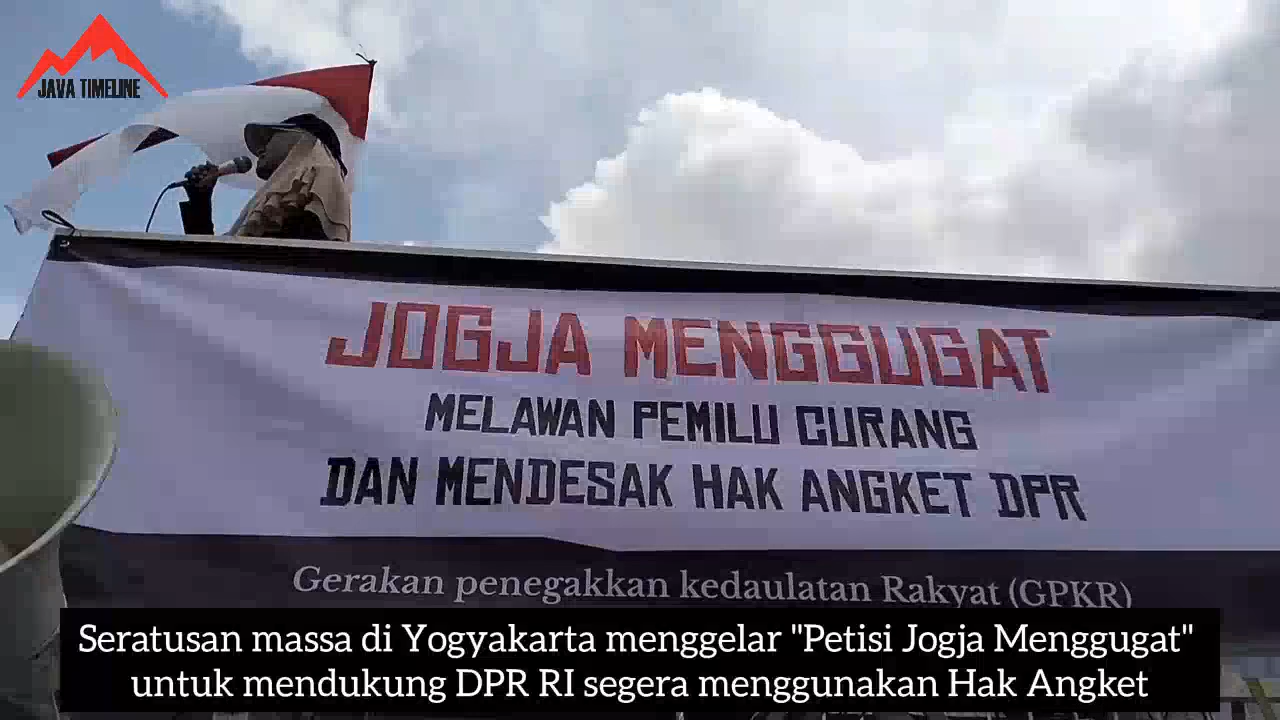 JAVA TIMELINE
JOGJA MENGGUGAT
MELAWAN PEMILU CURANG
DAN MENDESAK HAK ANGKET DPR
Gerakan penegakkan kedaulatan Rakyat (GPKR)
Seratusan massa di Yogyakarta menggelar "Petisi Jogja Menggugat"
untuk mendukung DPR RI segera menggunakan Hak Angket